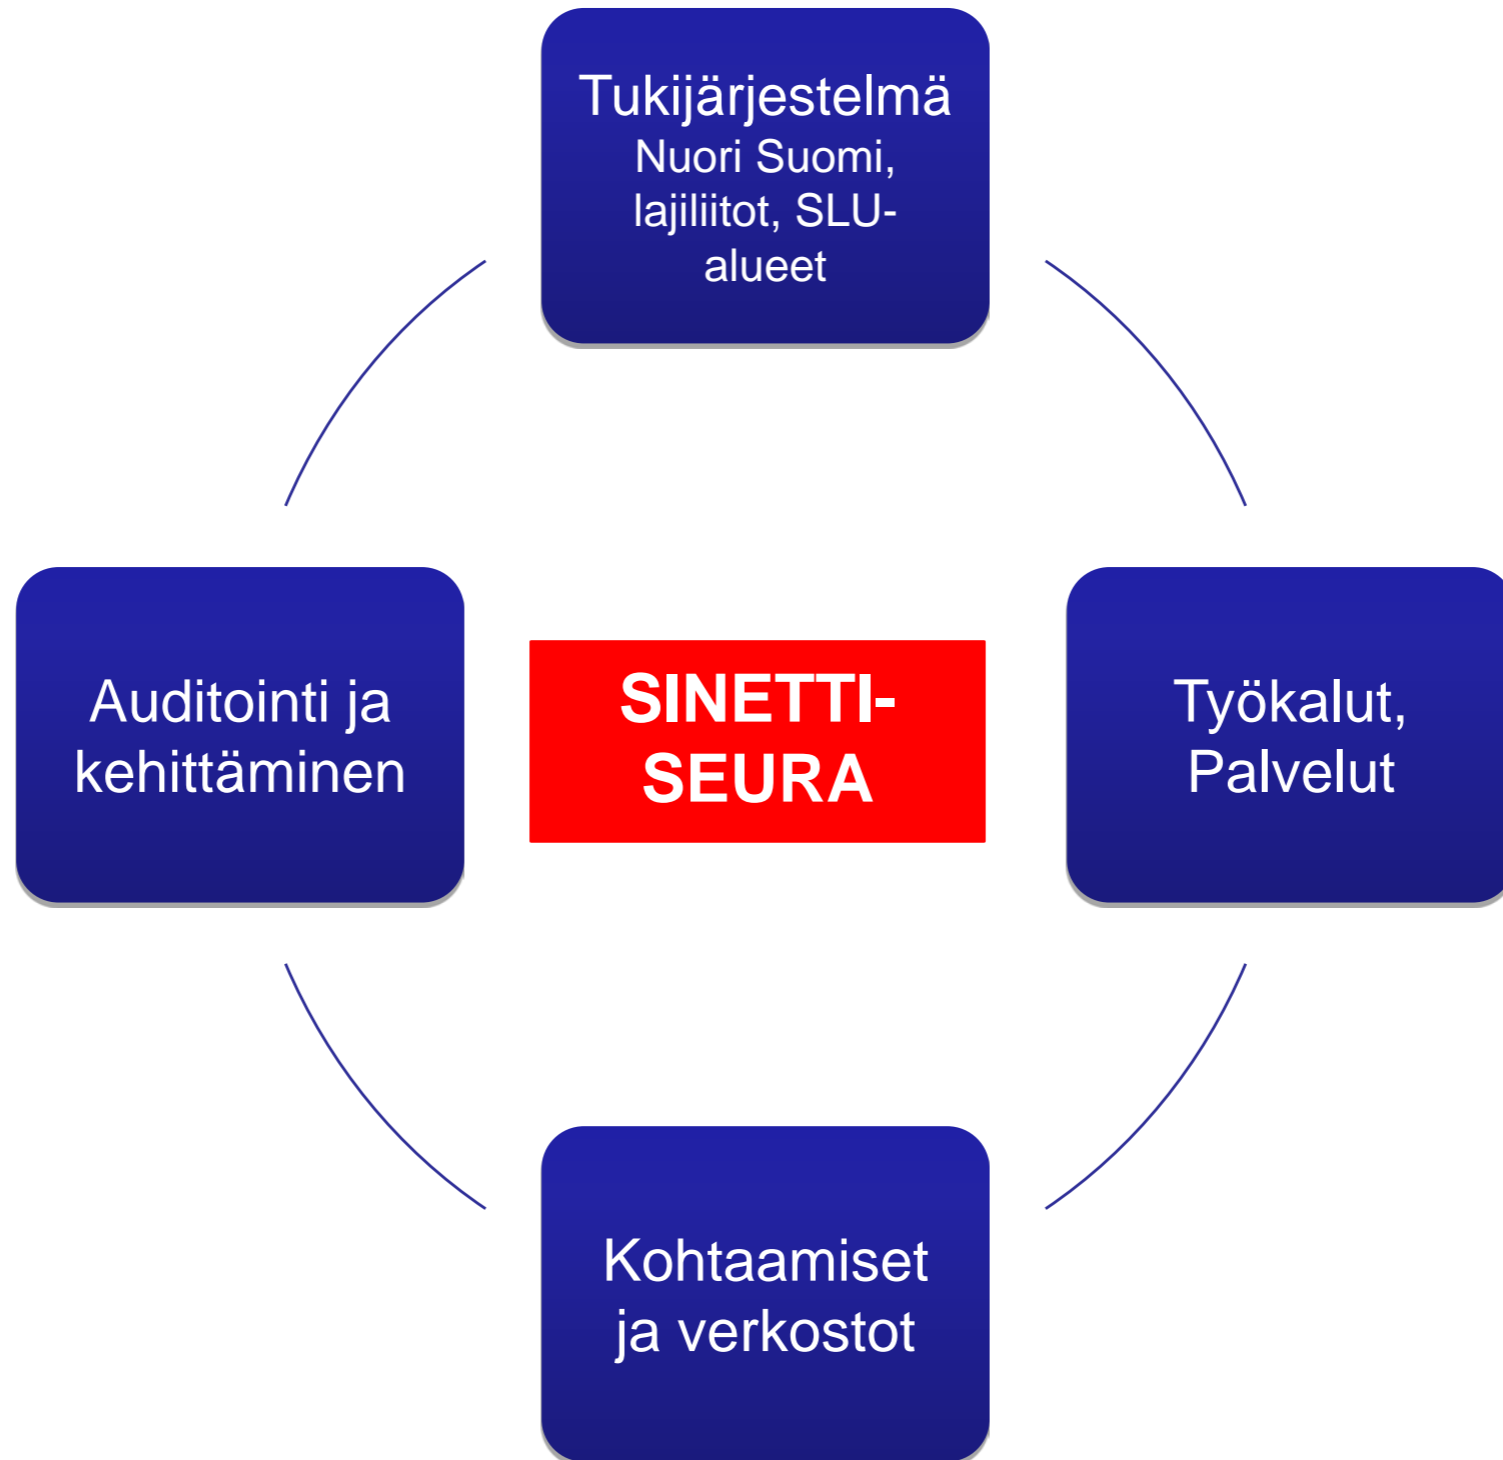 Tukijärjestelmä
Nuori Suomi,
lajiliitot, SLU-
alueet
Auditointi ja
kehittäminen
SINETTI-
SEURA
Työkalut,
Palvelut
Kohtaamiset
ja verkostot